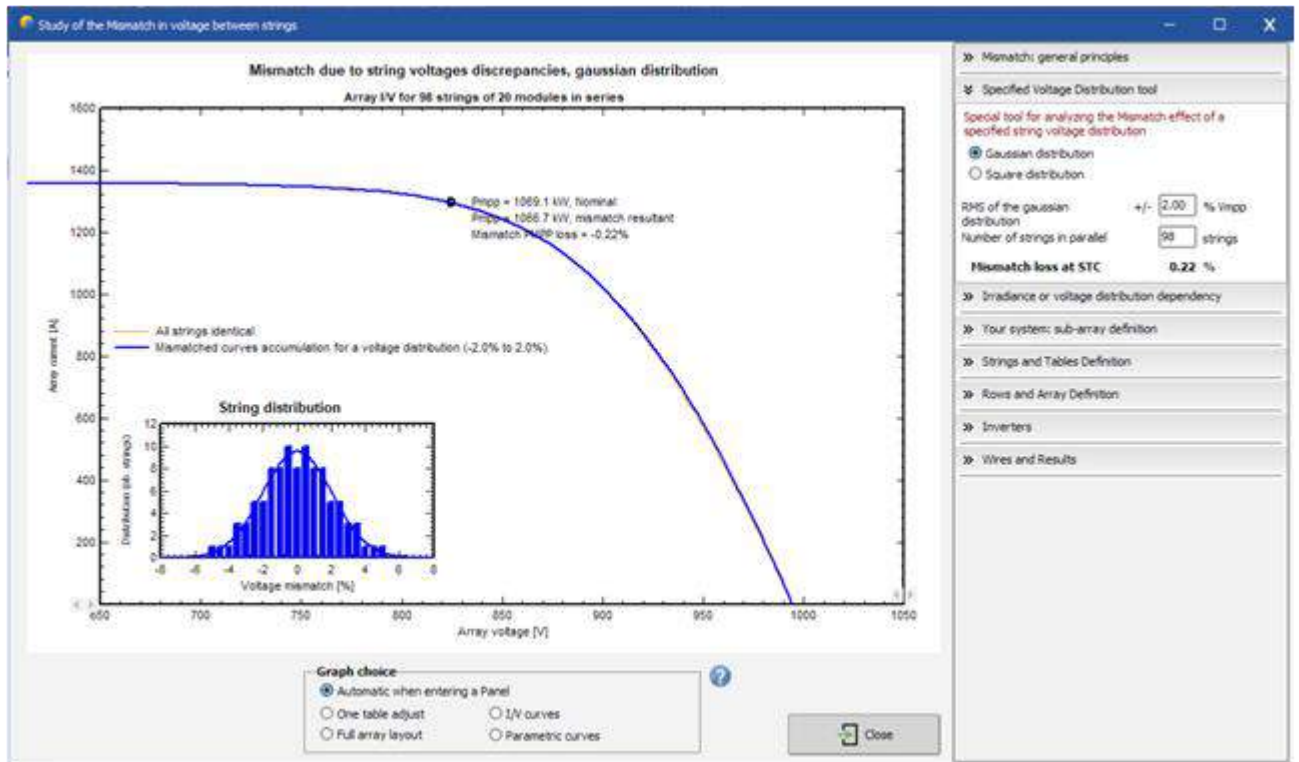 Study of the Mismatch in voltage between strings
Mismatch due to string voltages discrepancies, gaussian distribution
Array I/V for 98 strings of 20 modules in series
1600
1400
1200
1000
800
600
400
200
Array current [A]
Pmpp = 1069.1 kW, Nominal
Pmpp = 1066.7 kW, mismatch resultant
Mismatch PMPP loss = -0.22%
All strings identical
Mismatched curves accumulation for a voltage distribution (-2.0% to 2.0%)
String distribution
12
10
8
6
4
2
0
Distribution (nb. strings)
-8 -6 -4 -2 0 2 4 6 8
Voltage mismatch [%]
650 700 750 800 850 900 950 1000 1050
Array voltage [V]
Graph choice
Automatic when entering a Panel
One table adjust
I/V curves
Full array layout
Parametric curves
?
Close
Mismatch: general principles
Specified Voltage Distribution tool
Special tool for analyzing the Mismatch effect of a
specified string voltage distribution
Gaussian distribution
Square distribution
RMS of the gaussian +/- 2.00 % Vmpp
distribution
Number of strings in parallel 98 strings
Mismatch loss at STC 0.22 %
Irradiance or voltage distribution dependency
Your system: sub-array definition
Strings and Tables Definition
Rows and Array Definition
Inverters
Wires and Results